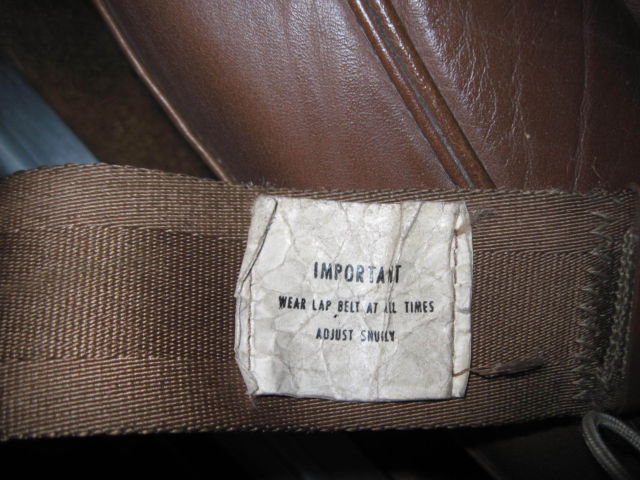 IMPORTANT
WEAR LAP BELT AT ALL TIMES
ADJUST SNUGLY